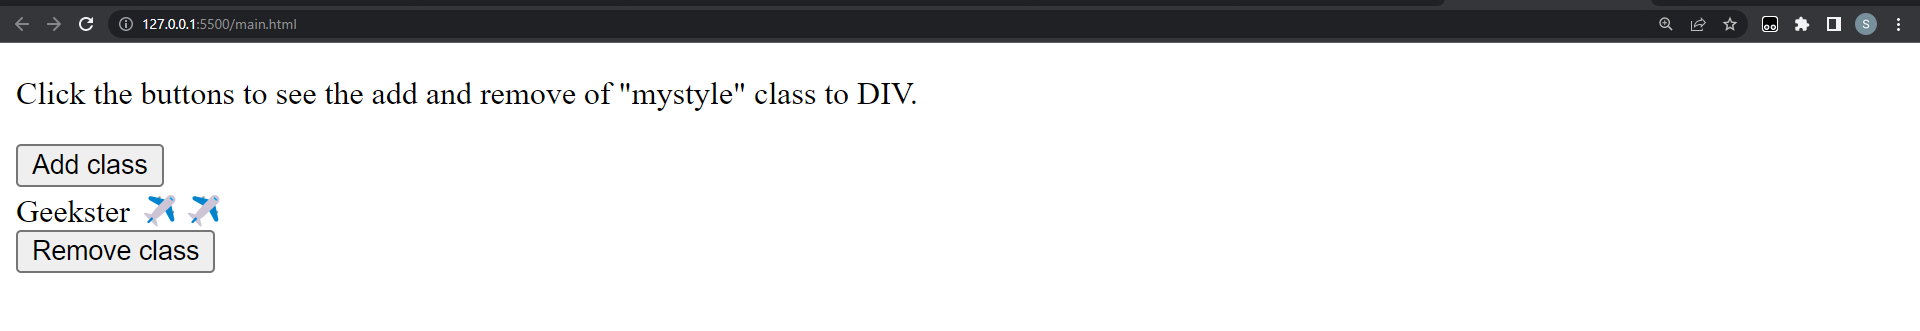 127.0.0.1:5500/main.html
S
Click the buttons to see the add and remove of "mystyle" class to DIV.
Add class
Geekster ✈️ ✈️
Remove class